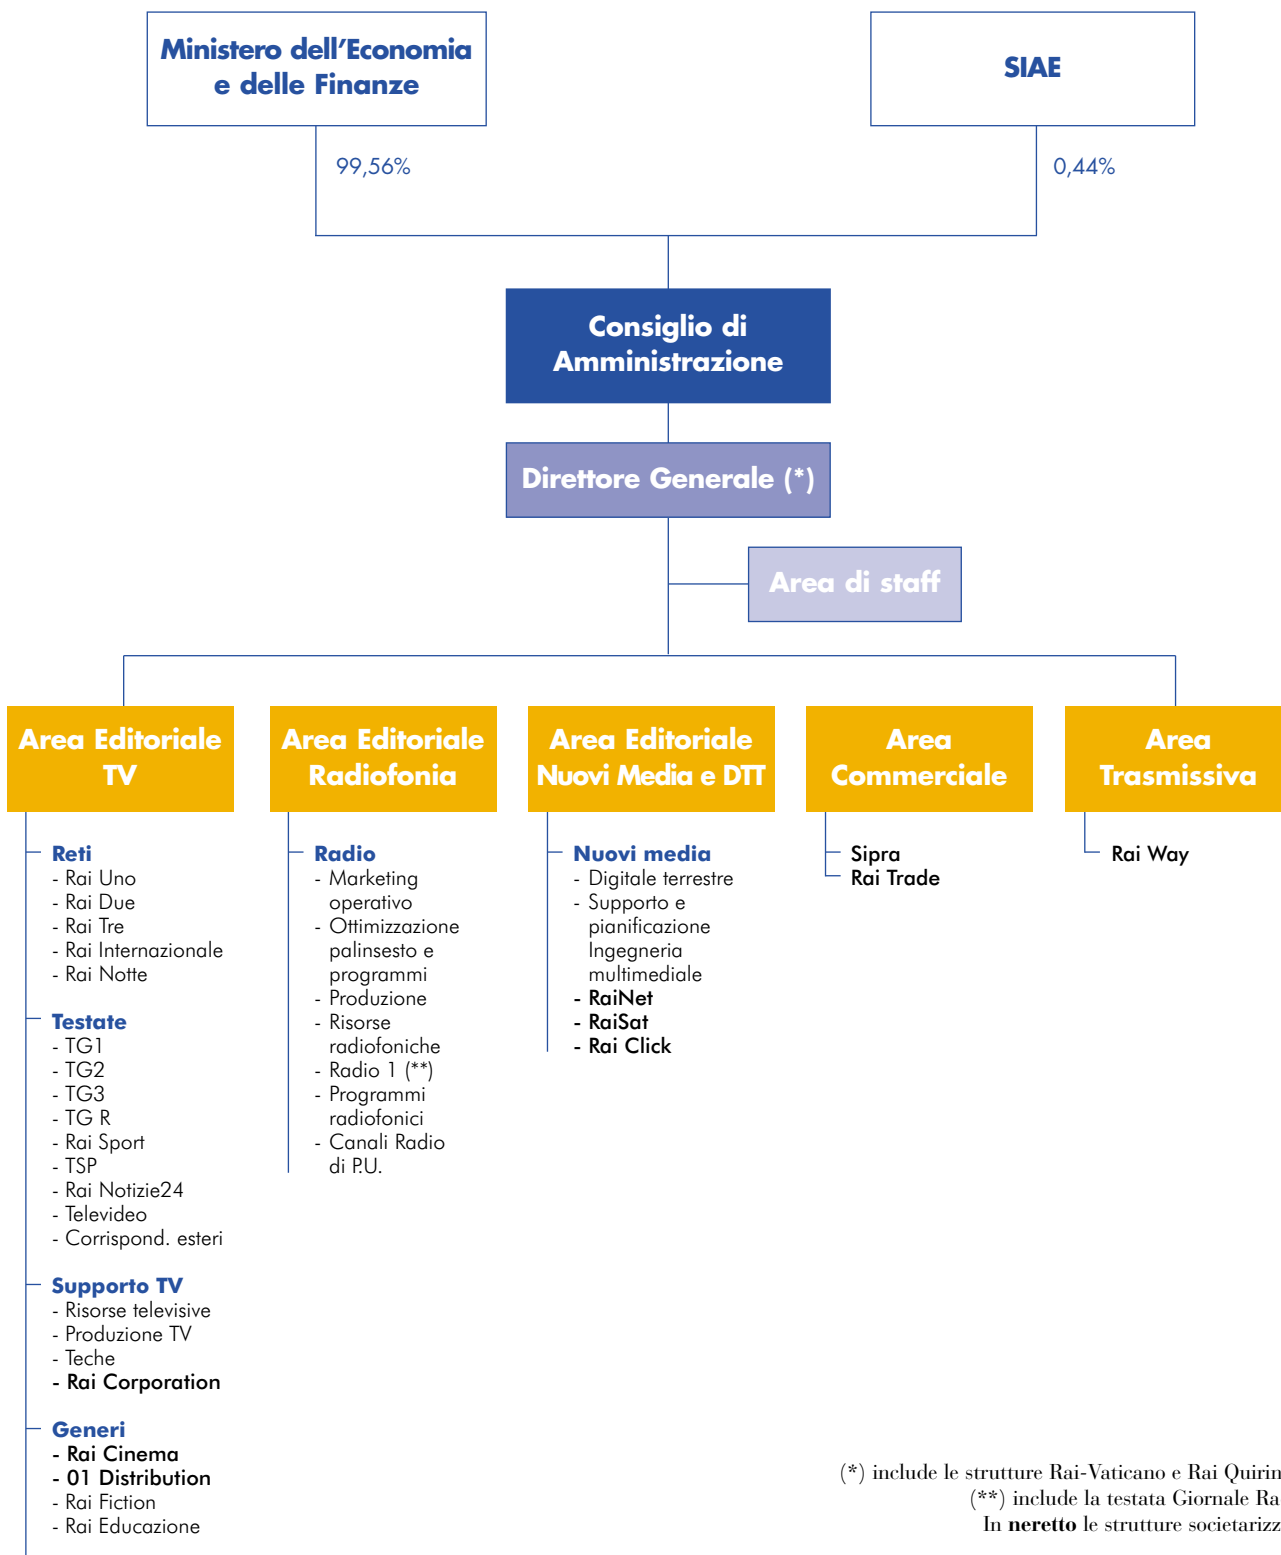 Ministero dell'Economia
e delle Finanze
SIAE
99,56%
0,44%
Consiglio di
Amministrazione
Direttore Generale (*)
Area di staff
Area Editoriale
TV
Area Editoriale
Radiofonia
Area Editoriale
Nuovi Media e DTT
Area
Commerciale
Area
Trasmissiva
Reti
- Rai Uno
- Rai Due
- Rai Tre
- Rai Internazionale
- Rai Notte
Testate
- TG1
- TG2
- TG3
- TG R
- Rai Sport
- TSP
- Rai Notizie24
- Televideo
- Corrispond. esteri
Supporto TV
- Risorse televisive
- Produzione TV
- Teche
- Rai Corporation
Generi
- Rai Cinema
- 01 Distribution
- Rai Fiction
- Rai Educazione
Radio
- Marketing
operativo
- Ottimizzazione
palinsesto e
programmi
- Produzione
- Risorse
radiofoniche
- Radio 1 (**)
- Programmi
radiofonici
- Canali Radio
di P.U.
Nuovi media
- Digitale terrestre
- Supporto e
pianificazione
Ingegneria
multimediale
- RaiNet
- RaiSat
- Rai Click
Sipra
Rai Trade
Rai Way
(*) include le strutture Rai-Vaticano e Rai
(**) include la testata Giornale
In neretto le strutture